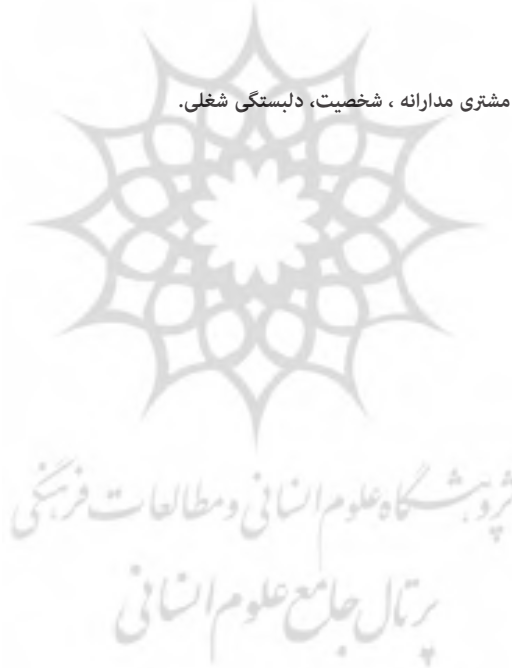 مشتری مدارانه ، شخصیت، دلبستگی شغلی.
پژوهشگاه علوم انسانی و مطالعات فرهنگی
پرتال جامع علوم انسانی